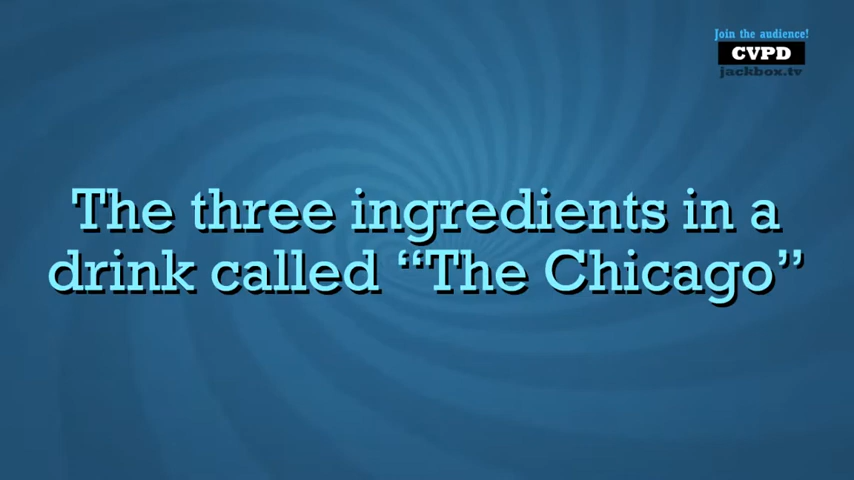 Join the audience!
CVPD
jackbox.tv
The three ingredients in a
drink called “The Chicago”